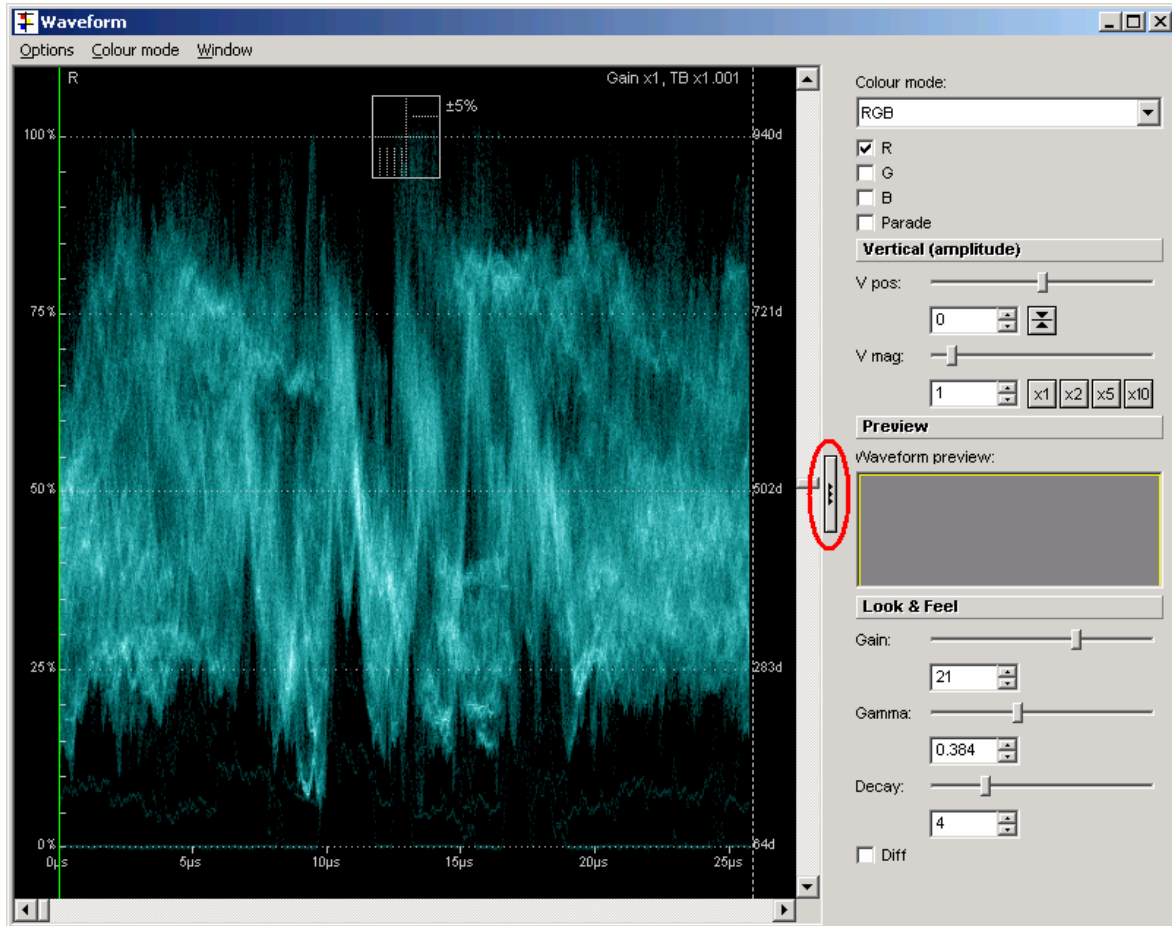 Waveform
Options Colour mode Window
R Gain x1, TB x1.001
±5%
100% 940d
75% 721d
50% 502d
25% 283d
0% 64d
0µs 5µs 10µs 15µs 20µs 25µs
Colour mode:
RGB
R
G
B
Parade
Vertical (amplitude)
V pos:
0
V mag:
1 x1 x2 x5 x10
Preview
Waveform preview:
Look & Feel
Gain:
21
Gamma:
0.384
Decay:
4
Diff